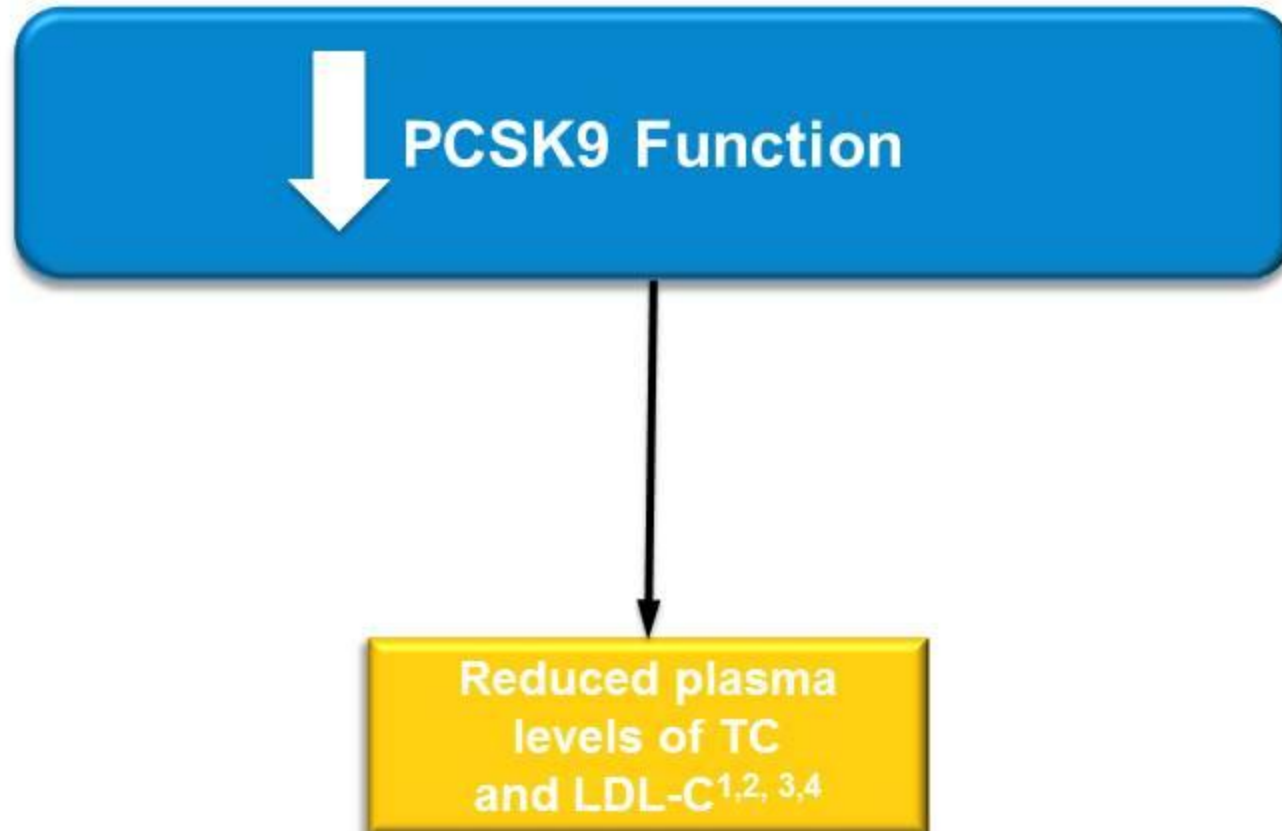 PCSK9 Function
Reduced plasma
levels of TC
and LDL-C1,2, 3,4